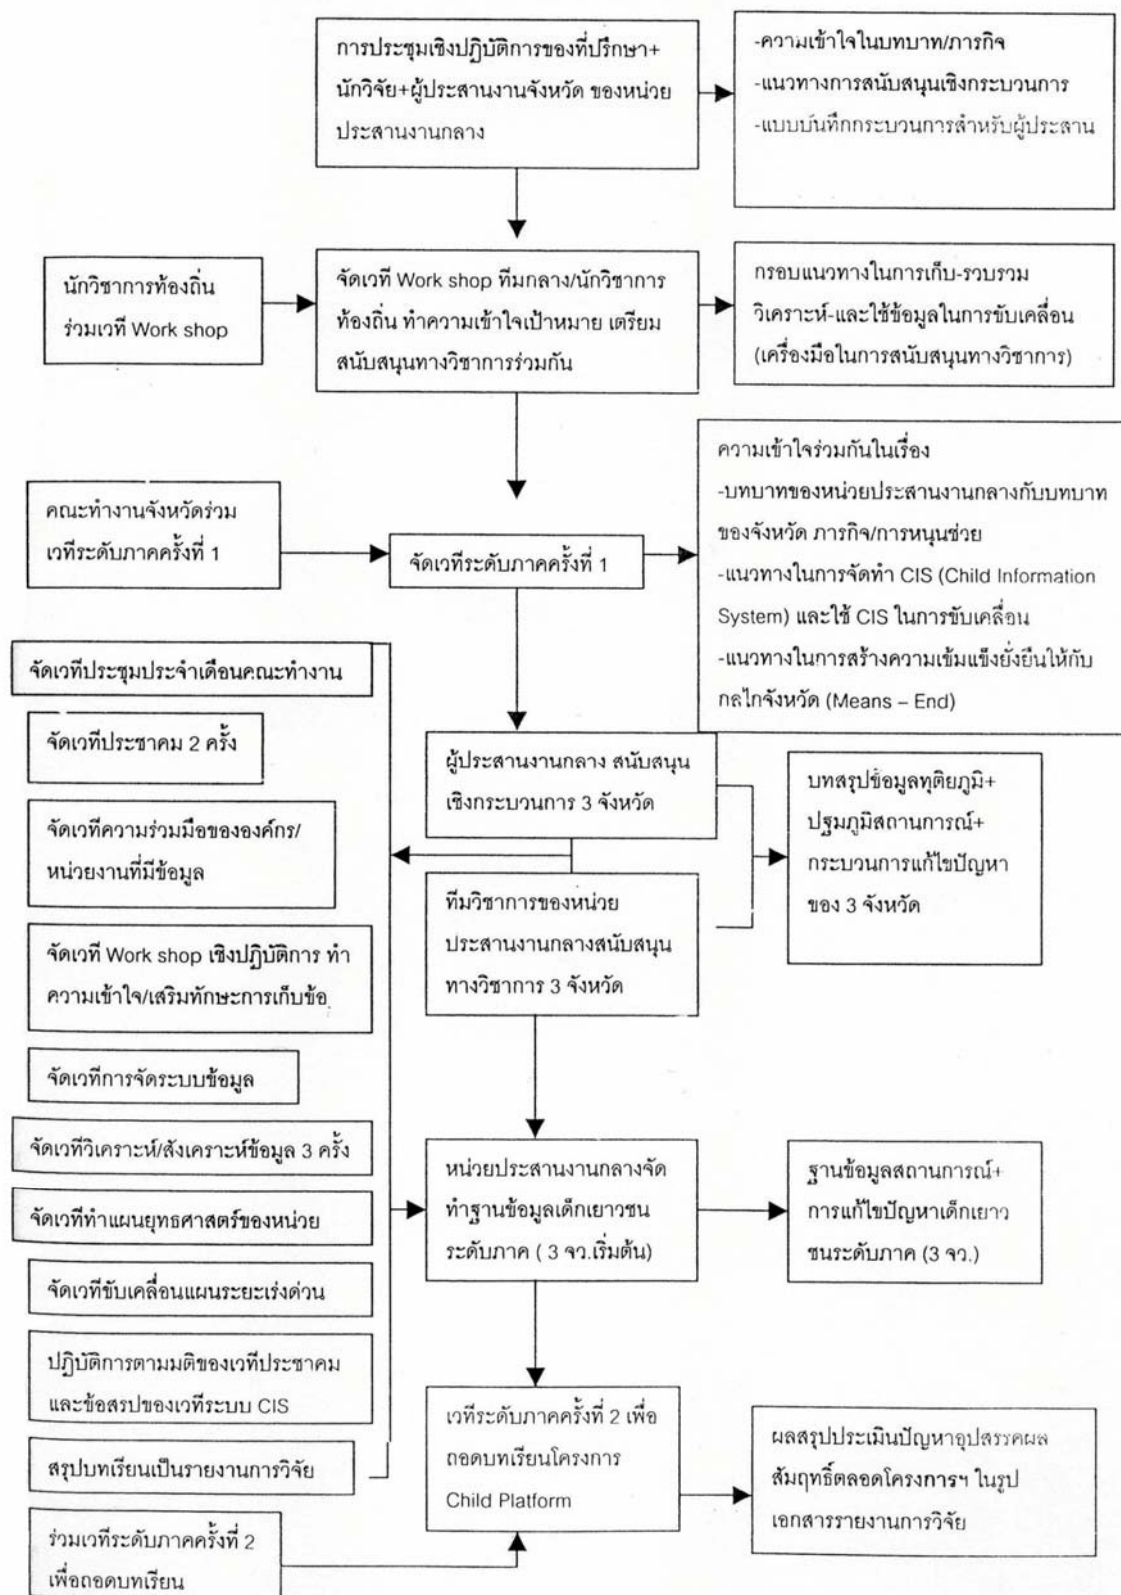 การประชุมเชิงปฏิบัติการของที่ปรึกษา+
นักวิจัย+ผู้ประสานงานจังหวัด ของหน่วย
ประสานงานกลาง
-ความเข้าใจในบทบาท/ภารกิจ
-แนวทางการสนับสนุนเชิงกระบวนการ
-แบบบันทึกกระบวนการสำหรับผู้ประสาน
นักวิชาการท้องถิ่น
ร่วมเวที Work shop
จัดเวที Work shop ทีมกลาง/นักวิชาการ
ท้องถิ่น ทำความเข้าใจเป้าหมาย เตรียม
สนับสนุนทางวิชาการร่วมกัน
กรอบแนวทางในการเก็บ-รวบรวม
วิเคราะห์-และใช้ข้อมูลในการขับเคลื่อน
(เครื่องมือในการสนับสนุนทางวิชาการ)
คณะทำงานจังหวัดร่วม
เวทีระดับภาคครั้งที่ 1
จัดเวทีระดับภาคครั้งที่ 1
ความเข้าใจร่วมกันในเรื่อง
-บทบาทของหน่วยประสานงานกลางกับบทบาท
ของจังหวัด ภารกิจ/การหนุนช่วย
-แนวทางในการจัดทำ CIS (Child Information
System) และใช้ CIS ในการขับเคลื่อน
-แนวทางในการสร้างความเข้มแข็งยั่งยืนให้กับ
กลไกจังหวัด (Means – End)
จัดเวทีประชุมประจำเดือนคณะทำงาน
จัดเวทีประชาคม 2 ครั้ง
จัดเวทีความร่วมมือขององค์กร/
หน่วยงานที่มีข้อมูล
จัดเวที Work shop เชิงปฏิบัติการ ทำ
ความเข้าใจ/เสริมทักษะการเก็บข้อ
จัดเวทีการจัดระบบข้อมูล
จัดเวทีวิเคราะห์/สังเคราะห์ข้อมูล 3 ครั้ง
จัดเวทีทำแผนยุทธศาสตร์ของหน่วย
จัดเวทีขับเคลื่อนแผนระยะเร่งด่วน
ปฏิบัติการตามมติของเวทีประชาคม
และข้อสรุปของเวทีระบบ CIS
สรุปบทเรียนเป็นรายงานการวิจัย
ร่วมเวทีระดับภาคครั้งที่ 2
เพื่อถอดบทเรียน
ผู้ประสานงานกลาง สนับสนุน
เชิงกระบวนการ 3 จังหวัด
ทีมวิชาการของหน่วย
ประสานงานกลางสนับสนุน
ทางวิชาการ 3 จังหวัด
บทสรุปข้อมูลทุติยภูมิ+
ปฐมภูมิสถานการณ์+
กระบวนการแก้ไขปัญหา
ของ 3 จังหวัด
หน่วยประสานงานกลางจัด
ทำฐานข้อมูลเด็กเยาวชน
ระดับภาค ( 3 จว.เริ่มต้น)
ฐานข้อมูลสถานการณ์+
การแก้ไขปัญหาเด็กเยาว
ชนระดับภาค (3 จว.)
เวทีระดับภาคครั้งที่ 2 เพื่อ
ถอดบทเรียนโครงการ
Child Platform
ผลสรุปประเมินปัญหาอุปสรรคผล
สัมฤทธิ์ตลอดโครงการฯ ในรูป
เอกสารรายงานการวิจัย